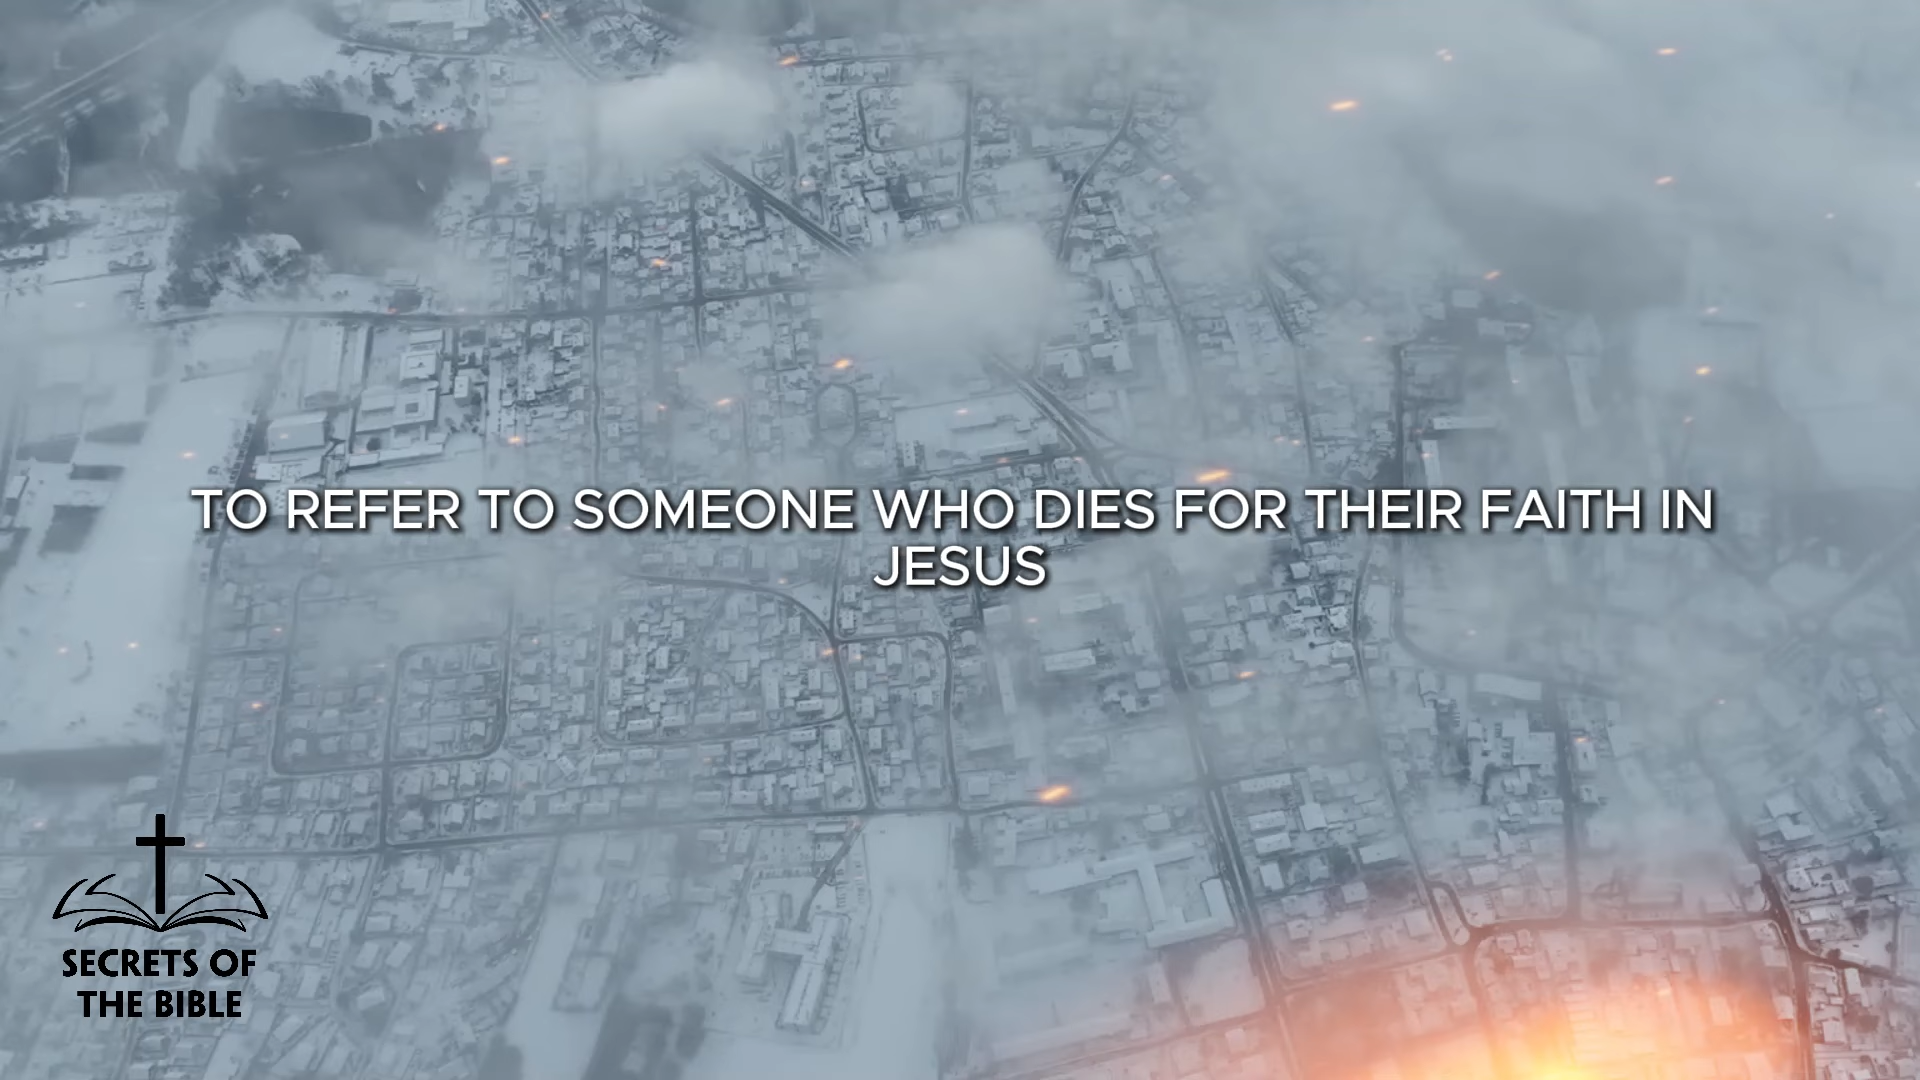 TO REFER TO SOMEONE WHO DIES FOR THEIR FAITH IN
JESUS
SECRETS OF
THE BIBLE